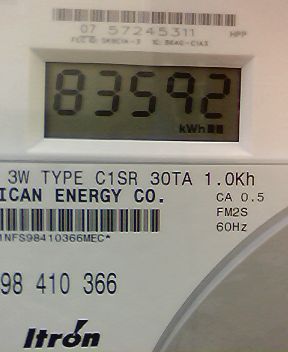 07 57245311 HPP
83592
kWh
3W TYPE C1SR 30TA 1.0Kh
ICAN ENERGY CO. CA 0.5
FM2S
60Hz
1NFS98410366MEC*
98 410 366
Itron